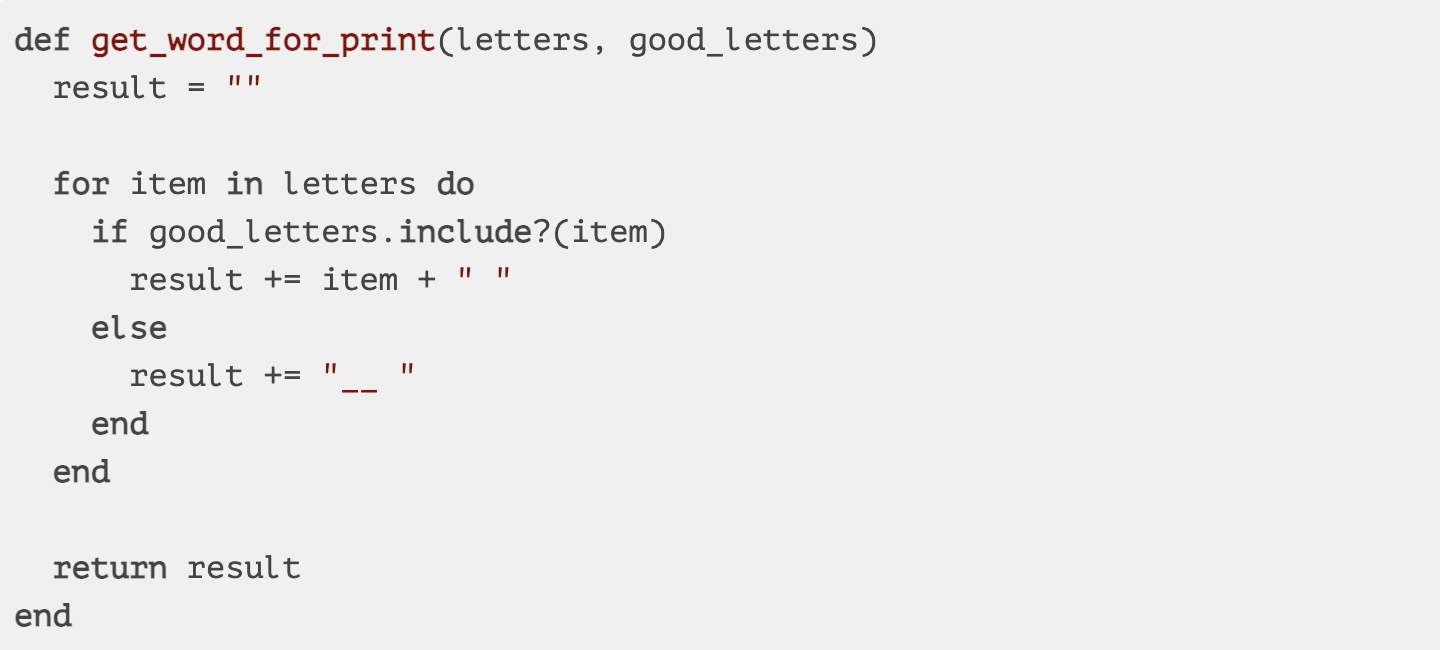 def get_word_for_print(letters, good_letters)
  result = ""

  for item in letters do
    if good_letters.include?(item)
      result += item + " "
    else
      result += "__ "
    end
  end

  return result
end